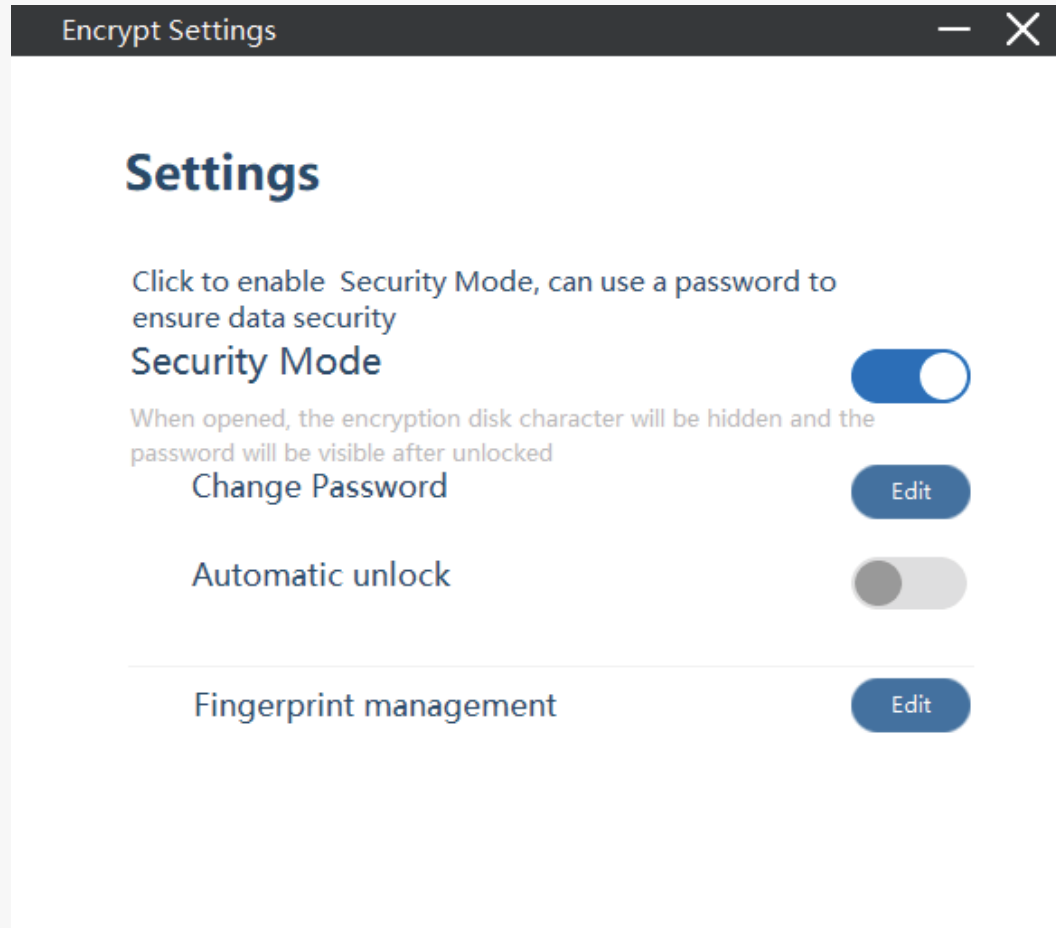 Encrypt Settings
Settings
Click to enable  Security Mode, can use a password to
ensure data security
Security Mode
When opened, the encryption disk character will be hidden and the
password will be visible after unlocked
Change Password
Edit
Automatic unlock
Fingerprint management
Edit